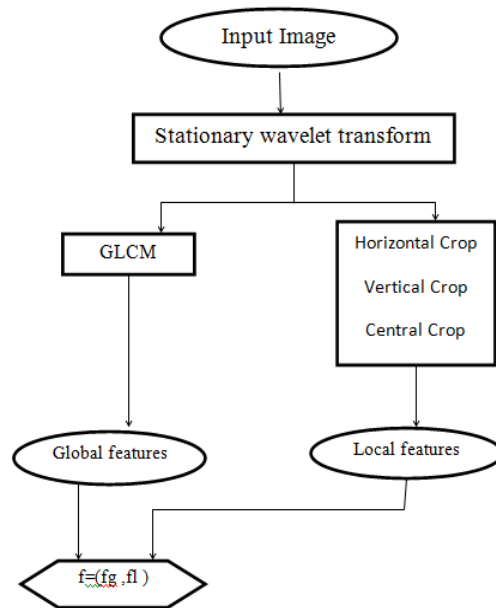 Input Image
Stationary wavelet transform
GLCM
Horizontal Crop
Vertical Crop
Central Crop
Global features
Local features
f=(fg ,fl )